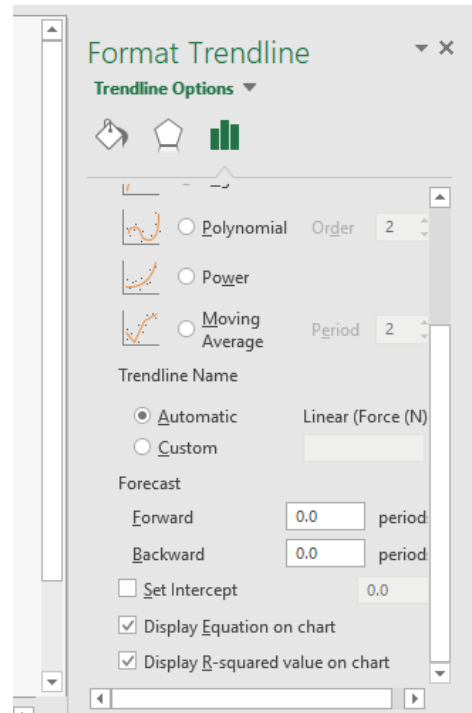 Format Trendline
Trendline Options
Polynomial Order 2
Power
Moving Period 2
Average
Trendline Name
Automatic Linear (Force (N)
Custom
Forecast
Forward 0.0 period
Backward 0.0 period
Set Intercept 0.0
Display Equation on chart
Display R-squared value on chart